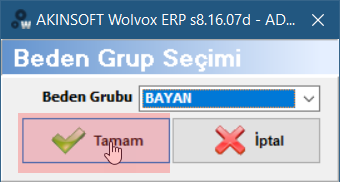 AKINSOFT Wolvox ERP s8.16.07d - AD...
Beden Grup Seçimi
Beden Grubu BAYAN
Tamam İptal